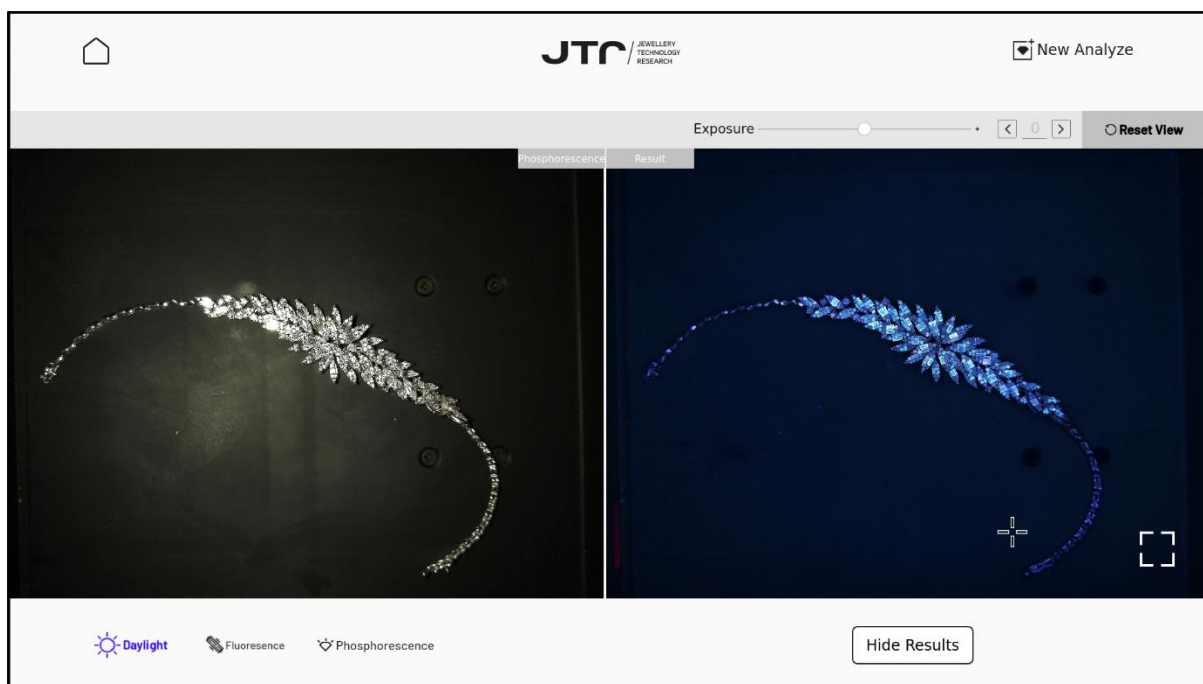 JTR / JEWELLERY
TECHNOLOGY
RESEARCH
New Analyze
Exposure
0
Reset View
Phosphorescence
Result
Daylight
Fluoresence
Phosphorescence
Hide Results